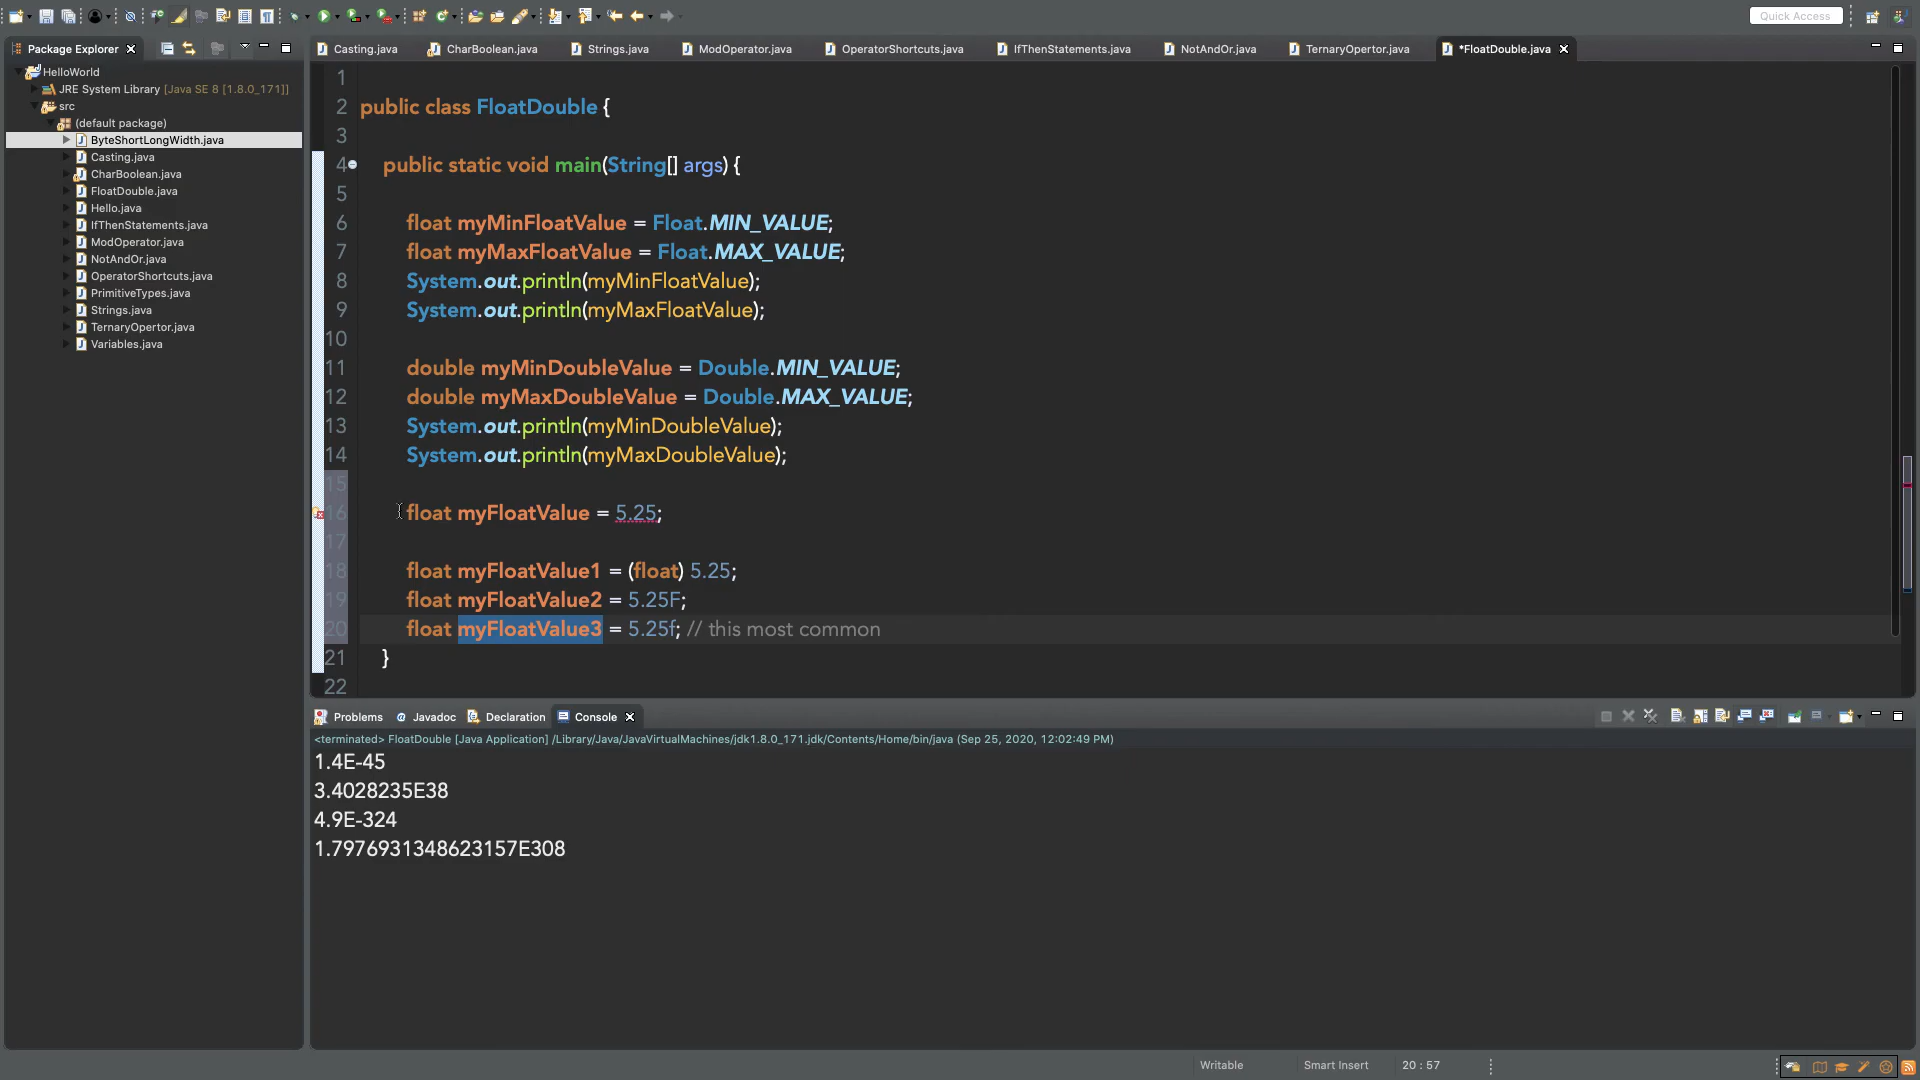 Quick Access
Package Explorer
Casting.java
CharBoolean.java
Strings.java
ModOperator.java
OperatorShortcuts.java
IfThenStatements.java
NotAndOr.java
TernaryOpertor.java
*FloatDouble.java
HelloWorld
JRE System Library [Java SE 8 [1.8.0_171]]
src
(default package)
ByteShortLongWidth.java
Casting.java
CharBoolean.java
FloatDouble.java
Hello.java
IfThenStatements.java
ModOperator.java
NotAndOr.java
OperatorShortcuts.java
PrimitiveTypes.java
Strings.java
TernaryOpertor.java
Variables.java
1
2 public class FloatDouble {
3
4 public static void main(String[] args) {
5
6 float myMinFloatValue = Float.MIN_VALUE;
7 float myMaxFloatValue = Float.MAX_VALUE;
8 System.out.println(myMinFloatValue);
9 System.out.println(myMaxFloatValue);
10
11 double myMinDoubleValue = Double.MIN_VALUE;
12 double myMaxDoubleValue = Double.MAX_VALUE;
13 System.out.println(myMinDoubleValue);
14 System.out.println(myMaxDoubleValue);
15
16 float myFloatValue = 5.25;
17
18 float myFloatValue1 = (float) 5.25;
19 float myFloatValue2 = 5.25F;
20 float myFloatValue3 = 5.25f; // this most common
21 }
22
Problems
@ Javadoc
Declaration
Console
<terminated> FloatDouble [Java Application] /Library/Java/JavaVirtualMachines/jdk1.8.0_171.jdk/Contents/Home/bin/java (Sep 25, 2020, 12:02:49 PM)
1.4E-45
3.4028235E38
4.9E-324
1.7976931348623157E308
Writable
Smart Insert
20 : 57